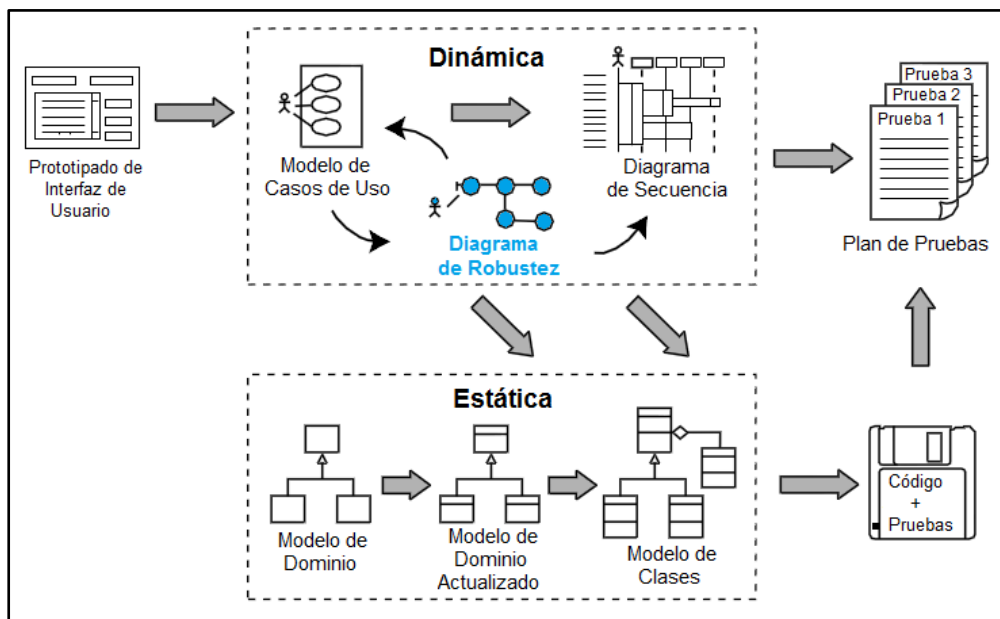 Dinámica
Prototipado de
Interfaz de
Usuario
Modelo de
Casos de Uso
Diagrama
de Robustez
Diagrama
de Secuencia
Prueba 3
Prueba 2
Prueba 1
Plan de Pruebas
Estática
Modelo de
Dominio
Modelo de
Dominio
Actualizado
Modelo de
Clases
Código
+
Pruebas